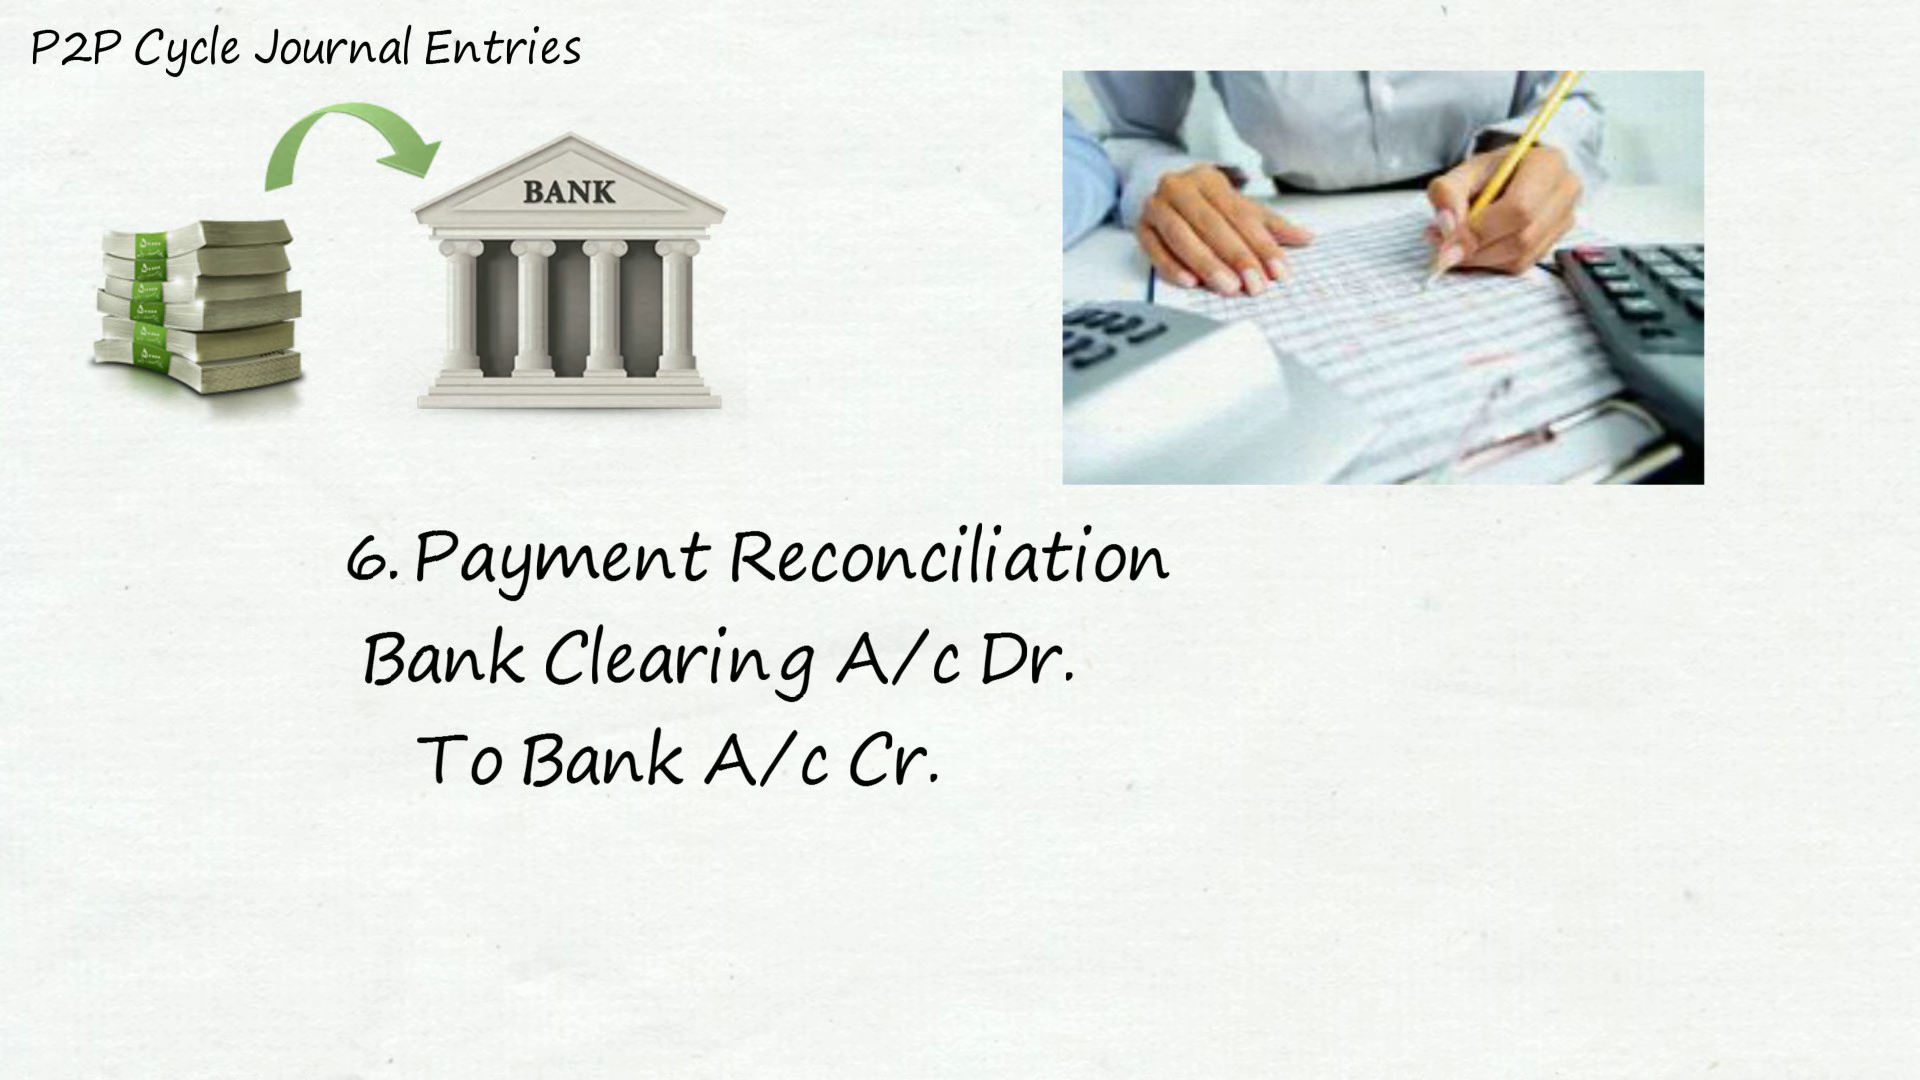 P2P Cycle Journal Entries
BANK
6. Payment Reconciliation
Bank Clearing A/c Dr.
To Bank A/c Cr.